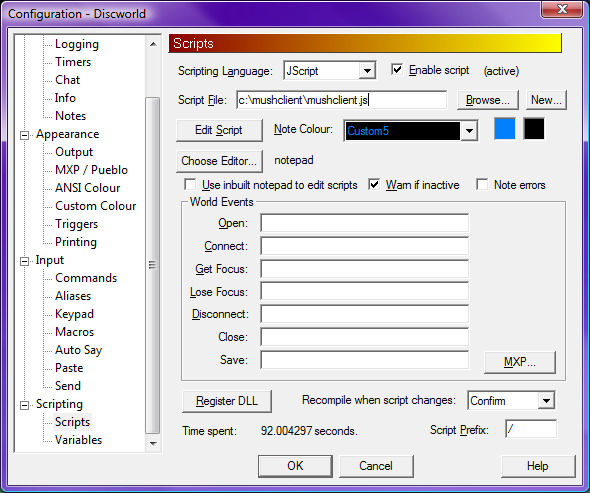 Configuration - Discworld
Logging
Timers
Chat
Info
Notes
Appearance
Output
MXP / Pueblo
ANSI Colour
Custom Colour
Triggers
Printing
Input
Commands
Aliases
Keypad
Macros
Auto Say
Paste
Send
Scripting
Scripts
Variables
Scripts
Scripting Language: JScript Enable script (active)
Script File: c:\mushclient\mushclient.js Browse... New...
Edit Script Note Colour: Custom5
Choose Editor... notepad
Use inbuilt notepad to edit scripts Warn if inactive Note errors
World Events
Open:
Connect:
Get Focus:
Lose Focus:
Disconnect:
Close:
Save:
MXP...
Register DLL Recompile when script changes: Confirm
Time spent: 92.004297 seconds. Script Prefix: /
OK Cancel Help